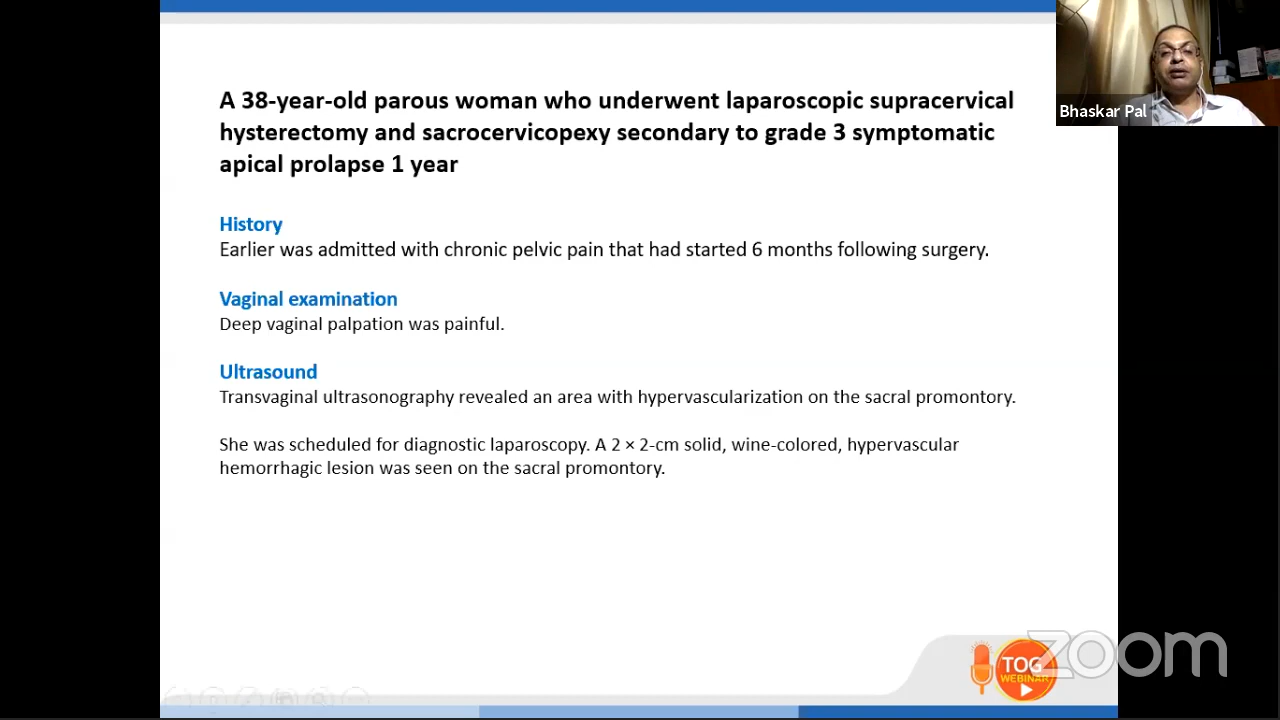 A 38-year-old parous woman who underwent laparoscopic supracervical
hysterectomy and sacrocervicopexy secondary to grade 3 symptomatic
apical prolapse 1 year
Bhaskar Pal
History
Earlier was admitted with chronic pelvic pain that had started 6 months following surgery.
Vaginal examination
Deep vaginal palpation was painful.
Ultrasound
Transvaginal ultrasonography revealed an area with hypervascularization on the sacral promontory.
She was scheduled for diagnostic laparoscopy. A 2 × 2-cm solid, wine-colored, hypervascular
hemorrhagic lesion was seen on the sacral promontory.
TOG
WEBINAR
zoom